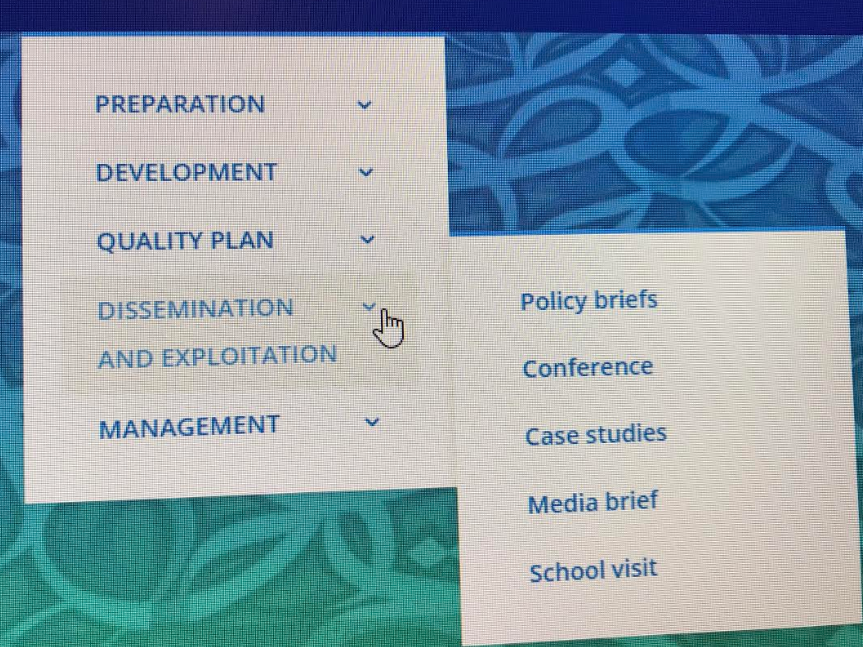 PREPARATION
DEVELOPMENT
QUALITY PLAN
DISSEMINATION
AND EXPLOITATION
MANAGEMENT
Policy briefs
Conference
Case studies
Media brief
School visit